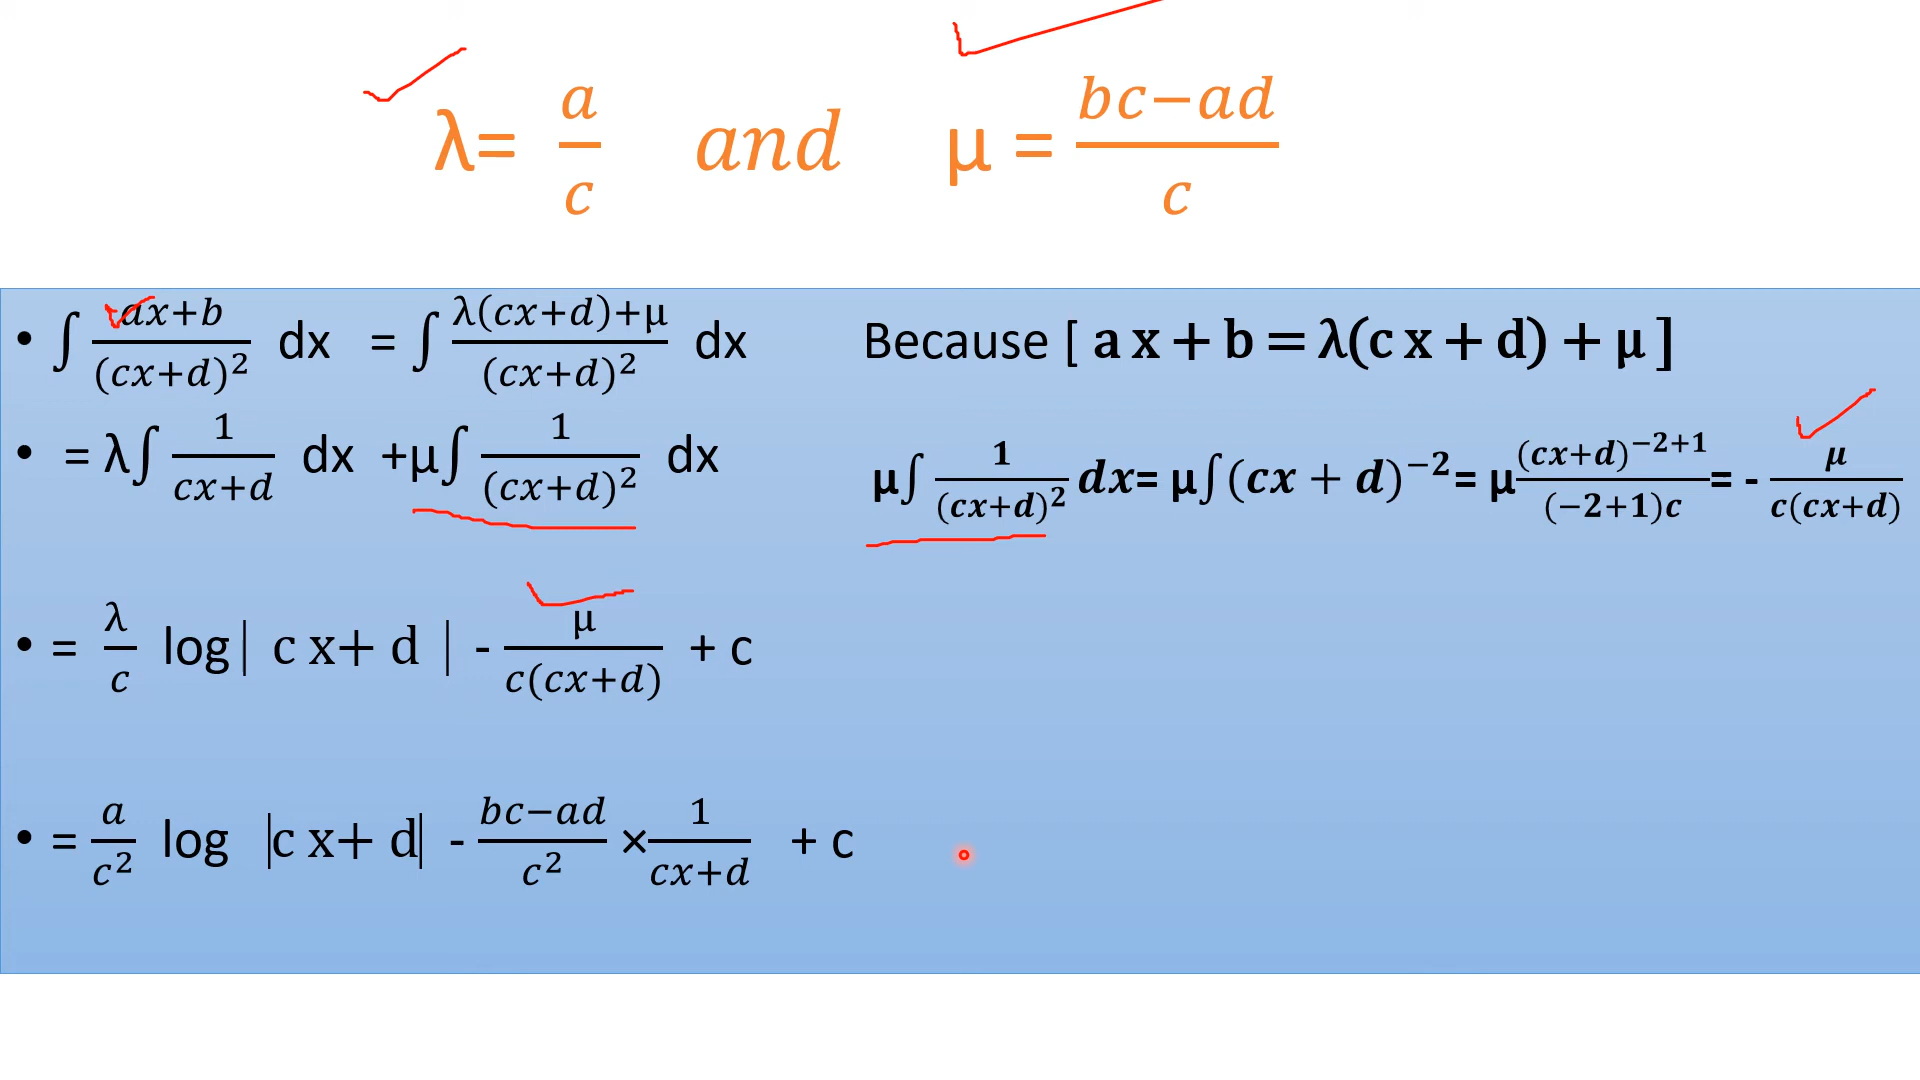 λ= a/c and μ = (bc−ad)/c
• ∫ (ax+b)/(cx+d)² dx = ∫ (λ(cx+d)+μ)/(cx+d)² dx Because [ a x + b = λ(c x + d) + μ ]
• = λ∫ 1/(cx+d) dx +μ∫ 1/(cx+d)² dx μ∫ 1/(cx+d)² dx= μ∫(cx + d)⁻²= μ (cx+d)⁻²⁺¹/((−2+1)c)= - μ/(c(cx+d))
• = λ/c log| c x+ d | - μ/(c(cx+d)) + c
• = a/c² log |c x+ d| - (bc−ad)/c² × 1/(cx+d) + c